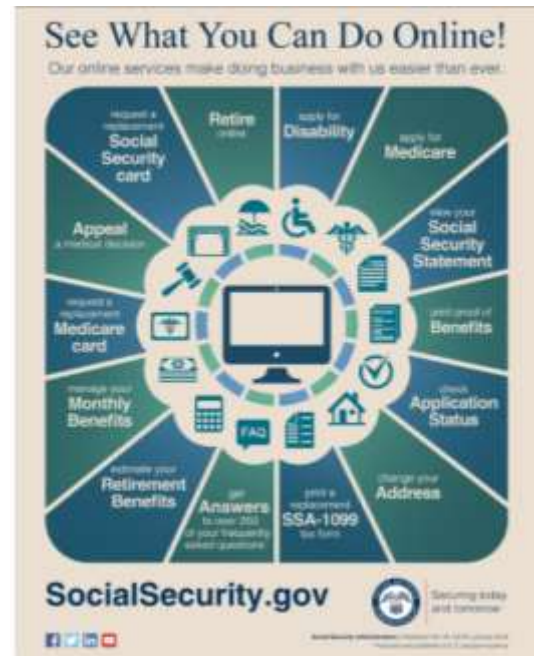 See What You Can Do Online!
Our online services make doing business with us easier than ever.
request a
replacement
Social
Security
card
Retire
online
apply for
Disability
apply for
Medicare
view your
Social
Security
Statement
print proof of
Benefits
check
Application
Status
change your
Address
print a
replacement
SSA-1099
tax form
get
Answers
to over 200
of your frequently
asked questions
estimate your
Retirement
Benefits
manage your
Monthly
Benefits
request a
replacement
Medicare
card
Appeal
a medical decision
FAQ
SocialSecurity.gov
Securing today
and tomorrow